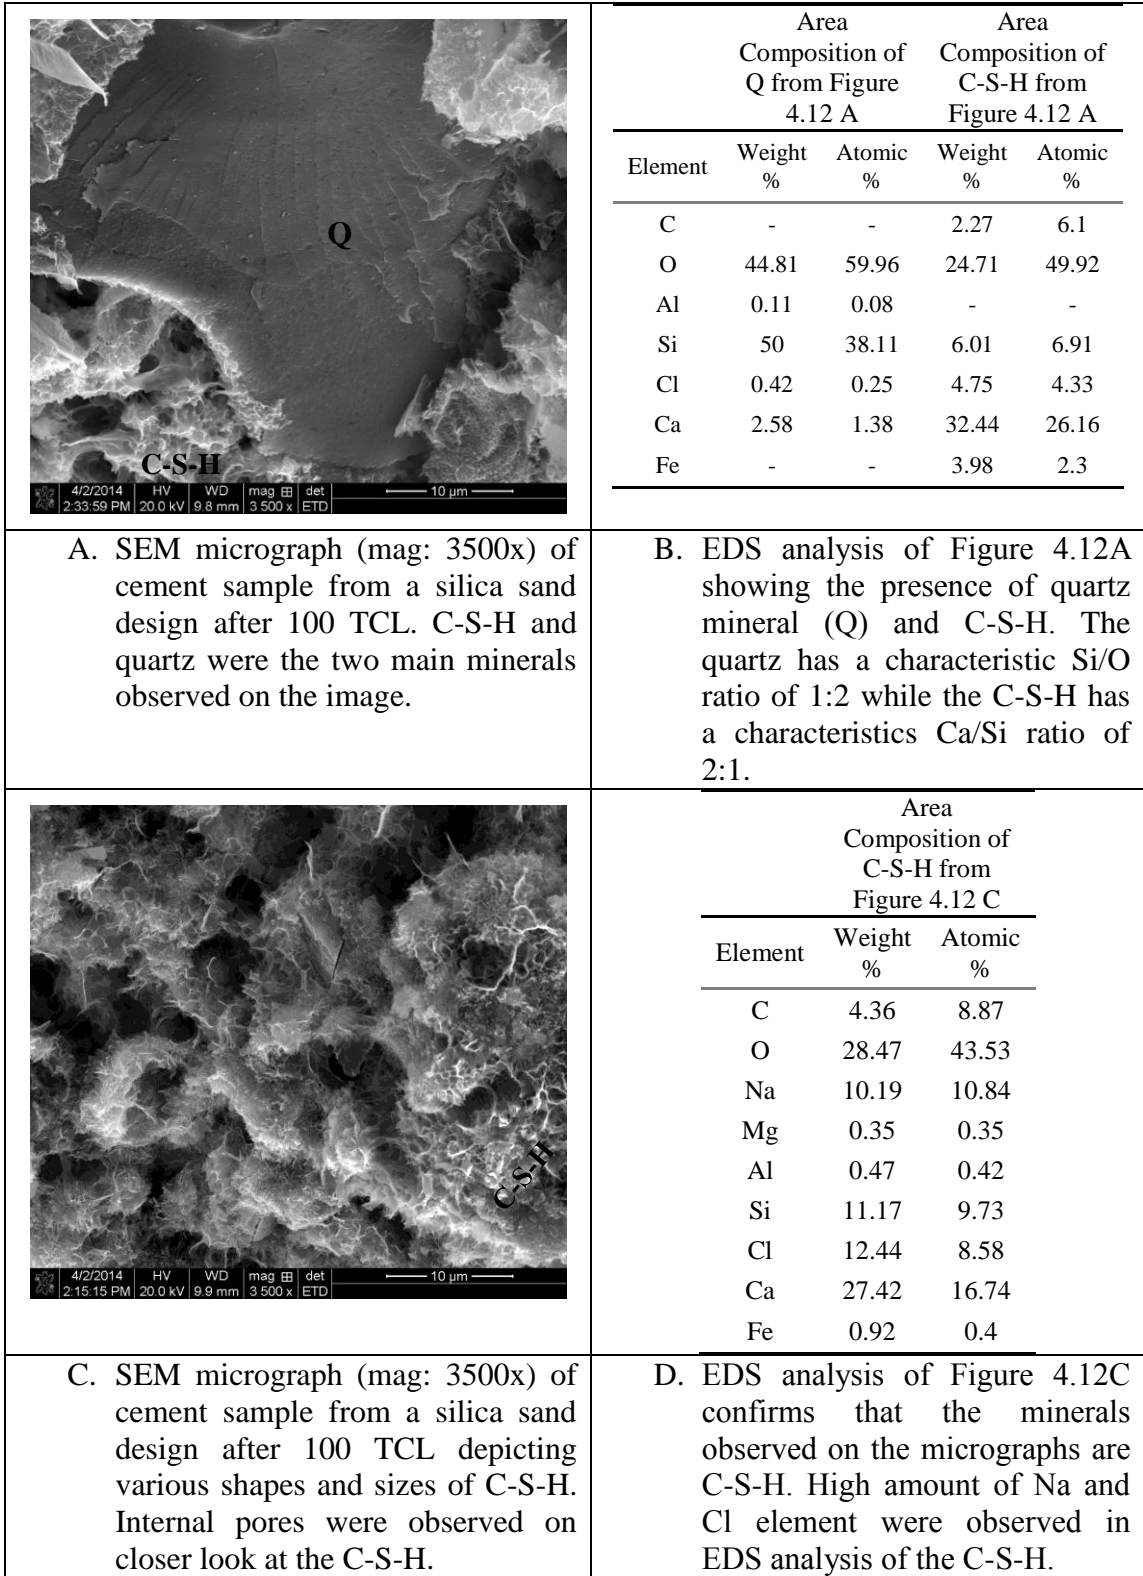 Q
C-S-H
4/2/2014 HV WD mag ⊞ det
2:33:59 PM 20.0 kV 9.8 mm 3 500 x ETD
10 µm
Area Area
Composition of Composition of
Q from Figure C-S-H from
4.12 A Figure 4.12 A
Element Weight Atomic Weight Atomic
% % % %
C - - 2.27 6.1
O 44.81 59.96 24.71 49.92
Al 0.11 0.08 - -
Si 50 38.11 6.01 6.91
Cl 0.42 0.25 4.75 4.33
Ca 2.58 1.38 32.44 26.16
Fe - - 3.98 2.3
A. SEM micrograph (mag: 3500x) of
cement sample from a silica sand
design after 100 TCL. C-S-H and
quartz were the two main minerals
observed on the image.
B. EDS analysis of Figure 4.12A
showing the presence of quartz
mineral (Q) and C-S-H. The
quartz has a characteristic Si/O
ratio of 1:2 while the C-S-H has
a characteristics Ca/Si ratio of
2:1.
C-S-H
4/2/2014 HV WD mag ⊞ det
2:15:15 PM 20.0 kV 9.9 mm 3 500 x ETD
10 µm
Area
Composition of
C-S-H from
Figure 4.12 C
Element Weight Atomic
% %
C 4.36 8.87
O 28.47 43.53
Na 10.19 10.84
Mg 0.35 0.35
Al 0.47 0.42
Si 11.17 9.73
Cl 12.44 8.58
Ca 27.42 16.74
Fe 0.92 0.4
C. SEM micrograph (mag: 3500x) of
cement sample from a silica sand
design after 100 TCL depicting
various shapes and sizes of C-S-H.
Internal pores were observed on
closer look at the C-S-H.
D. EDS analysis of Figure 4.12C
confirms that the minerals
observed on the micrographs are
C-S-H. High amount of Na and
Cl element were observed in
EDS analysis of the C-S-H.